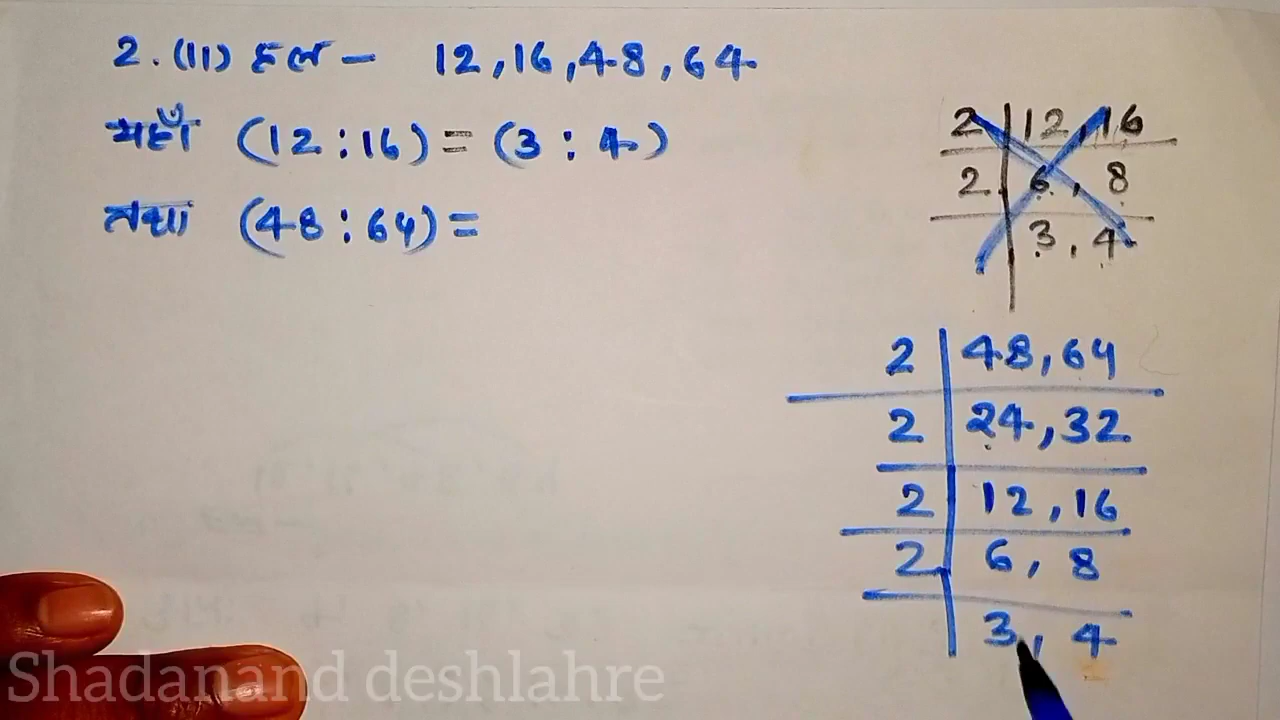 2. (11) हल - 12, 16, 48, 64
यहाँ (12 : 16) = (3 : 4)
तथा (48 : 64) =
2 | 12, 16
2 | 6, 8
3, 4
2 | 48, 64
2 | 24, 32
2 | 12, 16
2 | 6, 8
3, 4
Shadanand deshlahre